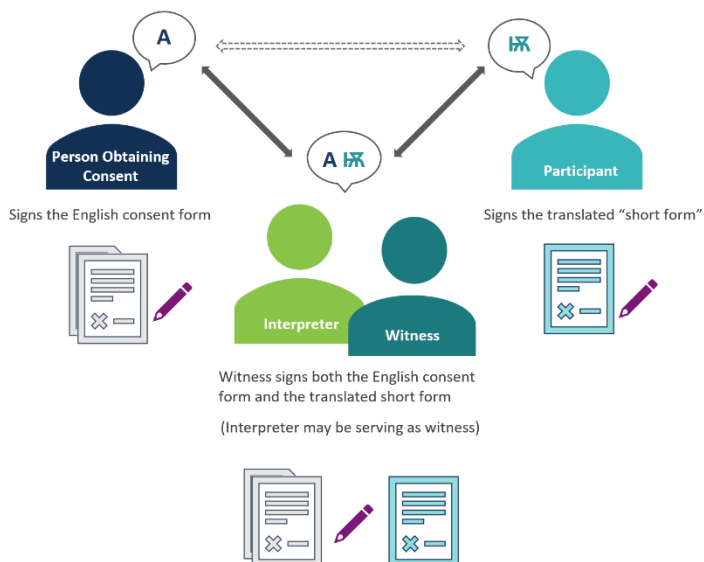 A
Ѭ
Person Obtaining
Consent
A Ѭ
Participant
Signs the English consent form
Signs the translated “short form”
Interpreter
Witness
Witness signs both the English consent
form and the translated short form
(Interpreter may be serving as witness)